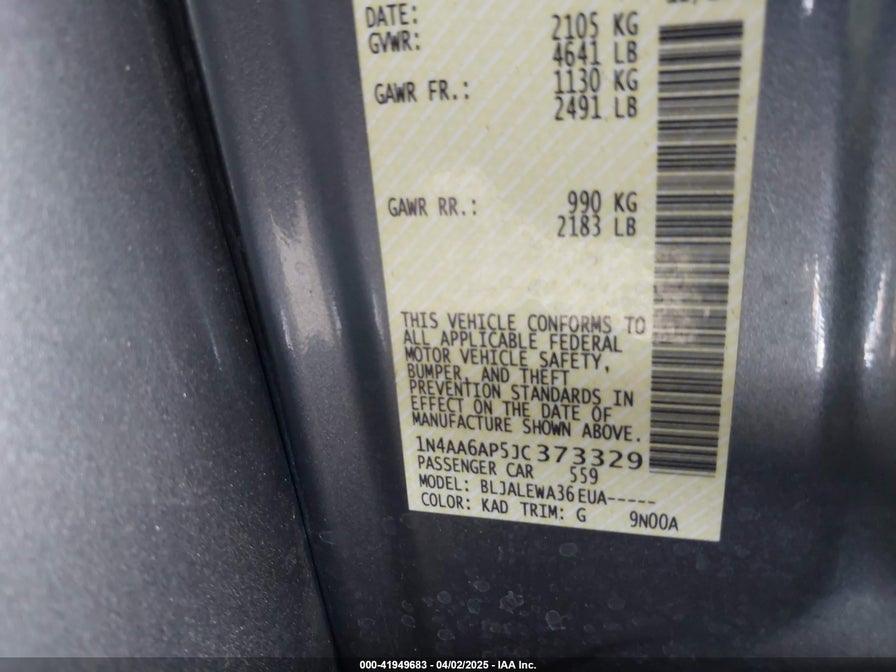 DATE:
GVWR: 2105 KG
4641 LB
GAWR FR.: 1130 KG
2491 LB
GAWR RR.: 990 KG
2183 LB
THIS VEHICLE CONFORMS TO
ALL APPLICABLE FEDERAL
MOTOR VEHICLE SAFETY,
BUMPER, AND THEFT
PREVENTION STANDARDS IN
EFFECT ON THE DATE OF
MANUFACTURE SHOWN ABOVE.
1N4AA6AP5JC373329
PASSENGER CAR 559
MODEL: BLJALEWA36EUA-----
COLOR: KAD TRIM: G 9N00A
000-41949683 - 04/02/2025 - IAA Inc.